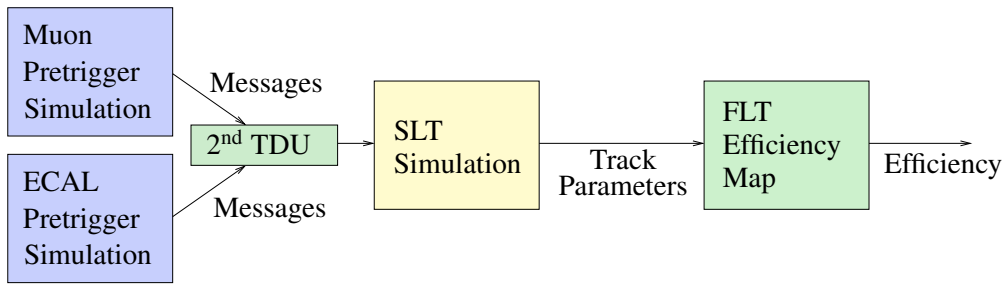 Muon
Pretrigger
Simulation
Messages
2nd TDU
ECAL
Pretrigger
Simulation
Messages
SLT
Simulation
Track
Parameters
FLT
Efficiency
Map
Efficiency